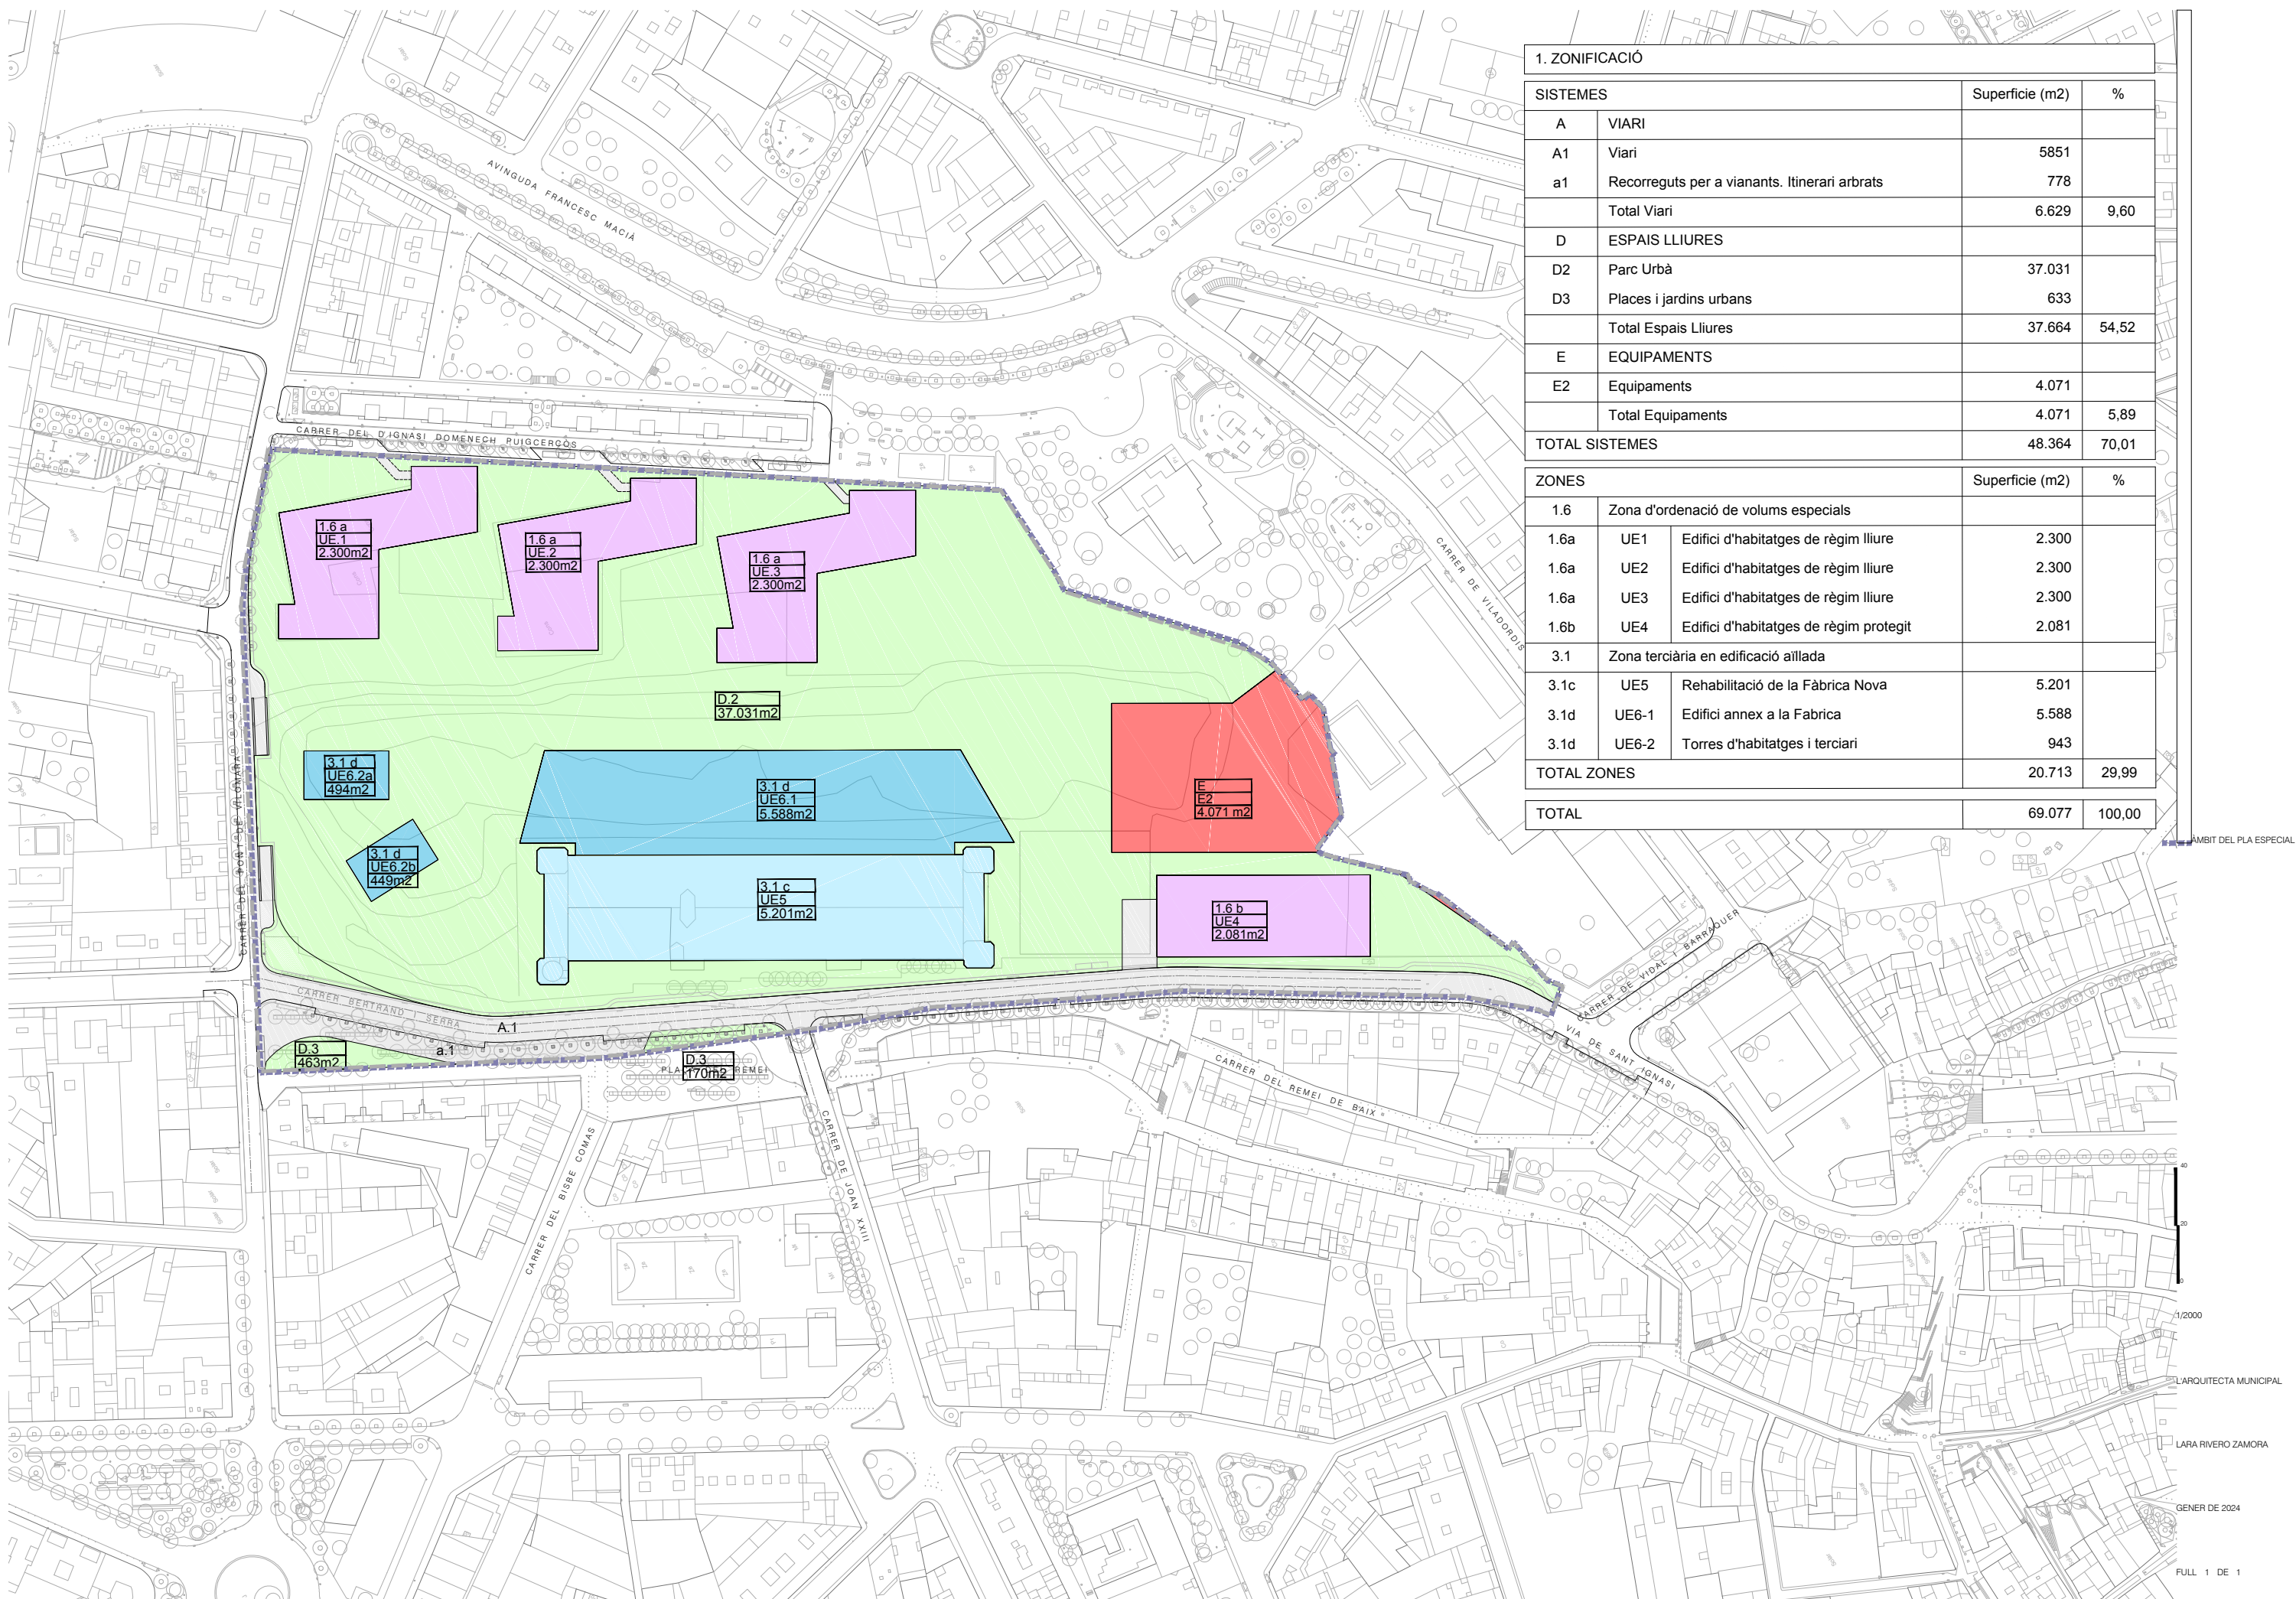 1. ZONIFICACIÓ
SISTEMES Superficie (m2) %
A VIARI
A1 Viari 5851
a1 Recorreguts per a vianants. Itinerari arbrats 778
Total Viari 6.629 9,60
D ESPAIS LLIURES
D2 Parc Urbà 37.031
D3 Places i jardins urbans 633
Total Espais Lliures 37.664 54,52
E EQUIPAMENTS
E2 Equipaments 4.071
Total Equipaments 4.071 5,89
TOTAL SISTEMES 48.364 70,01
ZONES Superficie (m2) %
1.6 Zona d'ordenació de volums especials
1.6a UE1 Edifici d'habitatges de règim lliure 2.300
1.6a UE2 Edifici d'habitatges de règim lliure 2.300
1.6a UE3 Edifici d'habitatges de règim lliure 2.300
1.6b UE4 Edifici d'habitatges de règim protegit 2.081
3.1 Zona terciària en edificació aïllada
3.1c UE5 Rehabilitació de la Fàbrica Nova 5.201
3.1d UE6-1 Edifici annex a la Fabrica 5.588
3.1d UE6-2 Torres d'habitatges i terciari 943
TOTAL ZONES 20.713 29,99
TOTAL 69.077 100,00
ÀMBIT DEL PLA ESPECIAL
AVINGUDA FRANCESC MACIÀ
CARRER DEL D'IGNASI DOMENECH PUIGCERCÓS
CARRER DE VILADORDIS
1.6 a
UE.1
2.300m2
1.6 a
UE.2
2.300m2
1.6 a
UE.3
2.300m2
D.2
37.031m2
3.1 d
UE6.2a
494m2
3.1 d
UE6.2b
449m2
3.1 d
UE6.1
5.588m2
3.1 c
UE5
5.201m2
E
E2
4.071 m2
1.6 b
UE4
2.081m2
CARRER DEL PONT DE VILOMARA
CARRER BERTRAND I SERRA
A.1
a.1
D.3
463m2
D.3
170m2
CARRER DE VIDAL I BARRAQUER
VIA DE SANT IGNASI
CARRER DEL REMEI DE BAIX
CARRER DEL BISBE COMAS
CARRER DE JOAN XXIII
40
20
0
1/2000
L'ARQUITECTA MUNICIPAL
LARA RIVERO ZAMORA
GENER DE 2024
FULL 1 DE 1